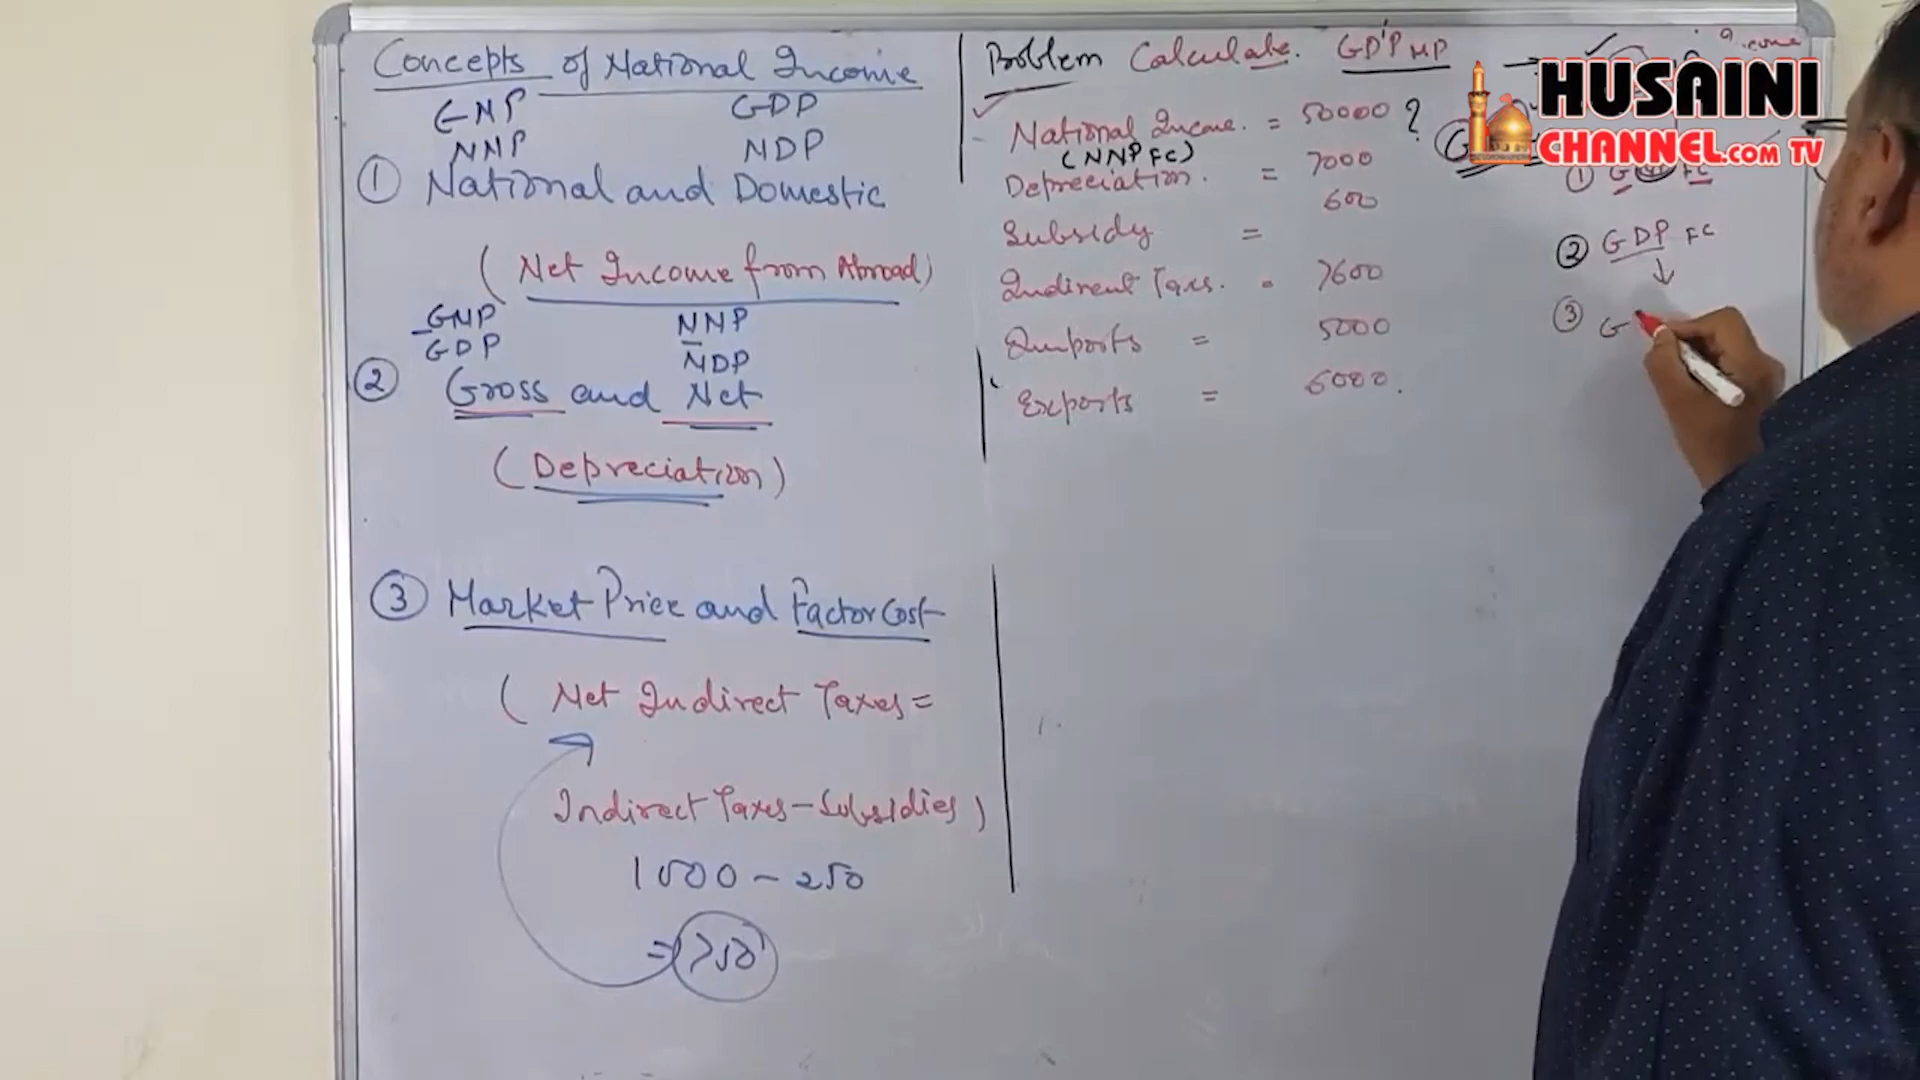 Concepts of National Income
GNP GDP
NNP NDP
① National and Domestic
( Net Income from Abroad)
GNP NNP
GDP NDP
② Gross and Net
(Depreciation)
③ Market Price and Factor Cost
( Net Indirect Taxes =
Indirect Taxes - Subsidies )
1000 - 250
= 750
Problem Calculate. GDP MP →
National Income. = 50000 ?
(NNP FC)
Depreciation. = 7000
Subsidy = 600
Indirect Taxes. = 7600
Imports = 5000
Exports = 6000.
① G FC
② GDP FC
↓
③ G
HUSAINI
CHANNEL.COM TV